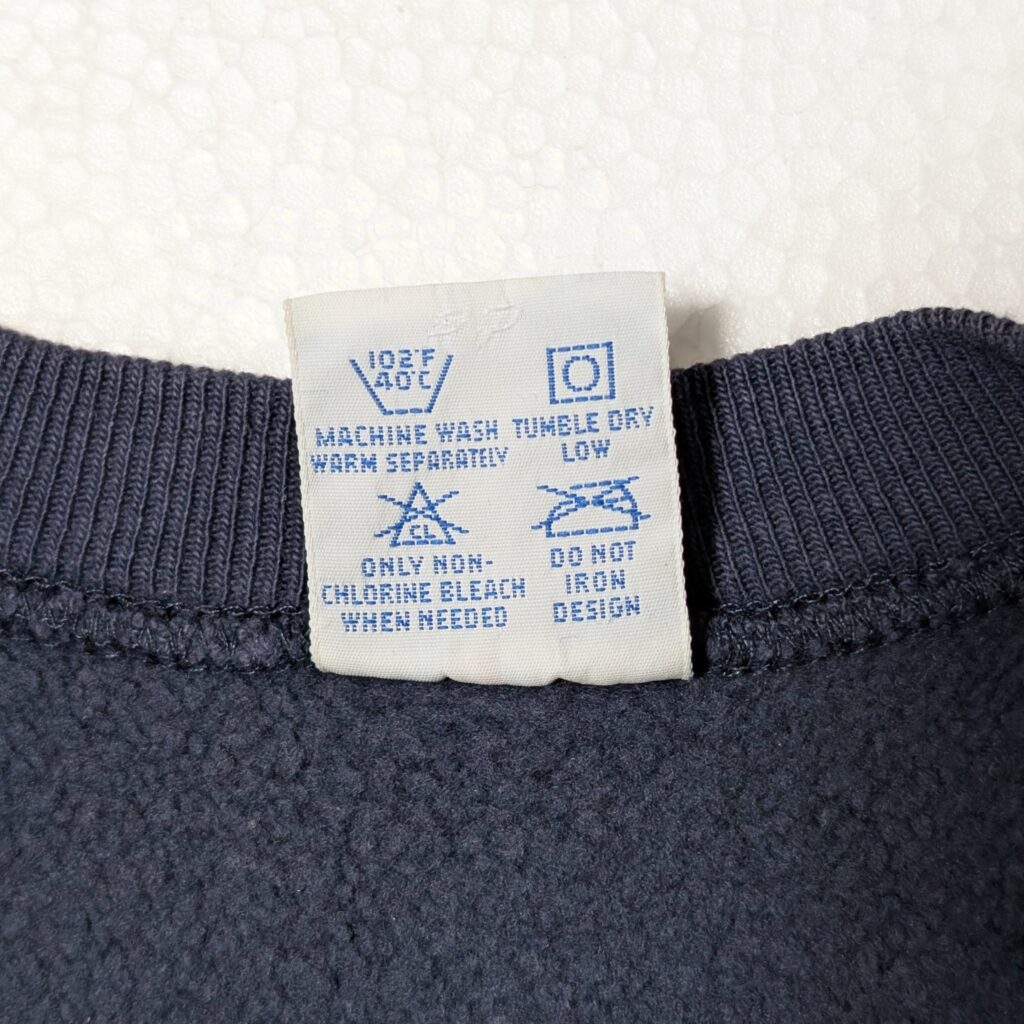 102°F
40°C
MACHINE WASH
WARM SEPARATELY
TUMBLE DRY
LOW
CL
ONLY NON-
CHLORINE BLEACH
WHEN NEEDED
DO NOT
IRON
DESIGN